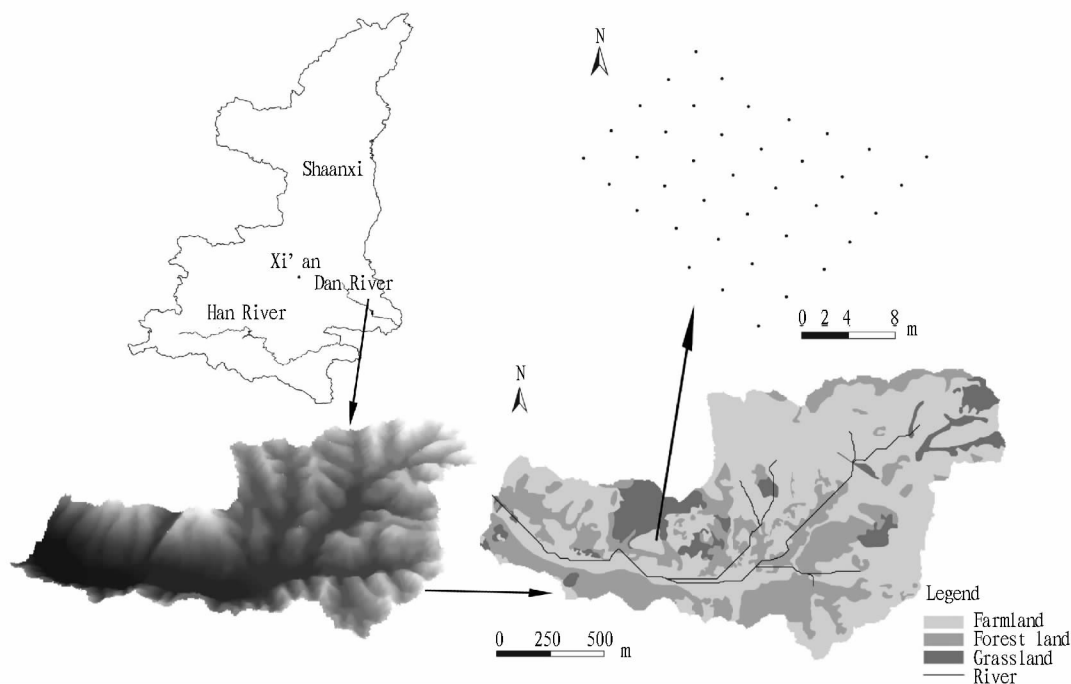 N
Shaanxi
Xi' an
Dan River
Han River
0 2 4 8
m
N
0 250 500
m
Legend
Farmland
Forest land
Grassland
River